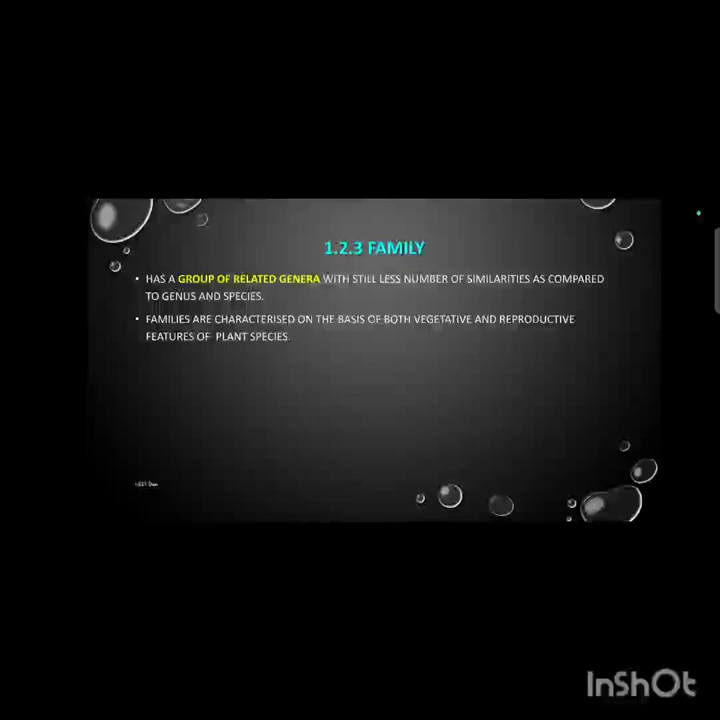 1.2.3 FAMILY
• HAS A GROUP OF RELATED GENERA WITH STILL LESS NUMBER OF SIMILARITIES AS COMPARED
TO GENUS AND SPECIES.
• FAMILIES ARE CHARACTERISED ON THE BASIS OF BOTH VEGETATIVE AND REPRODUCTIVE
FEATURES OF PLANT SPECIES.
InShOt